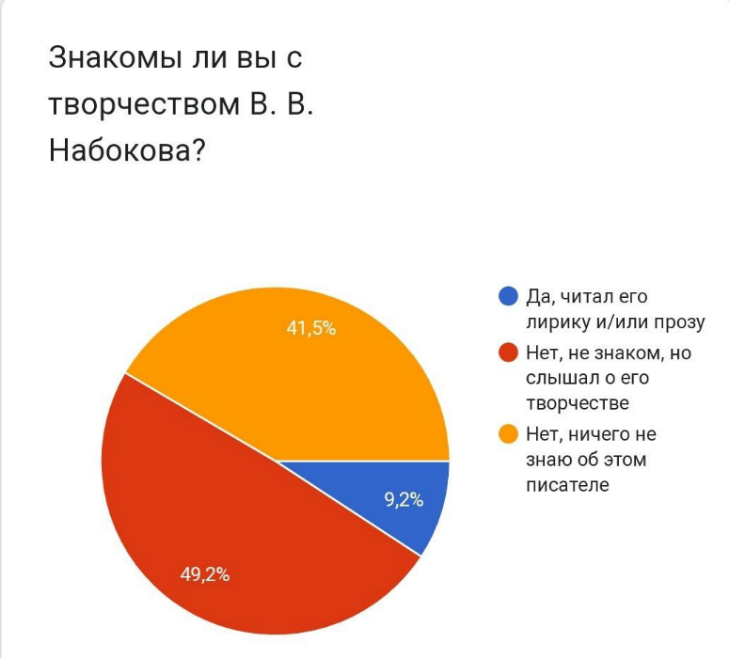 Знакомы ли вы с
творчеством В. В.
Набокова?
41,5%
9,2%
49,2%
Да, читал его
лирику и/или прозу
Нет, не знаком, но
слышал о его
творчестве
Нет, ничего не
знаю об этом
писателе